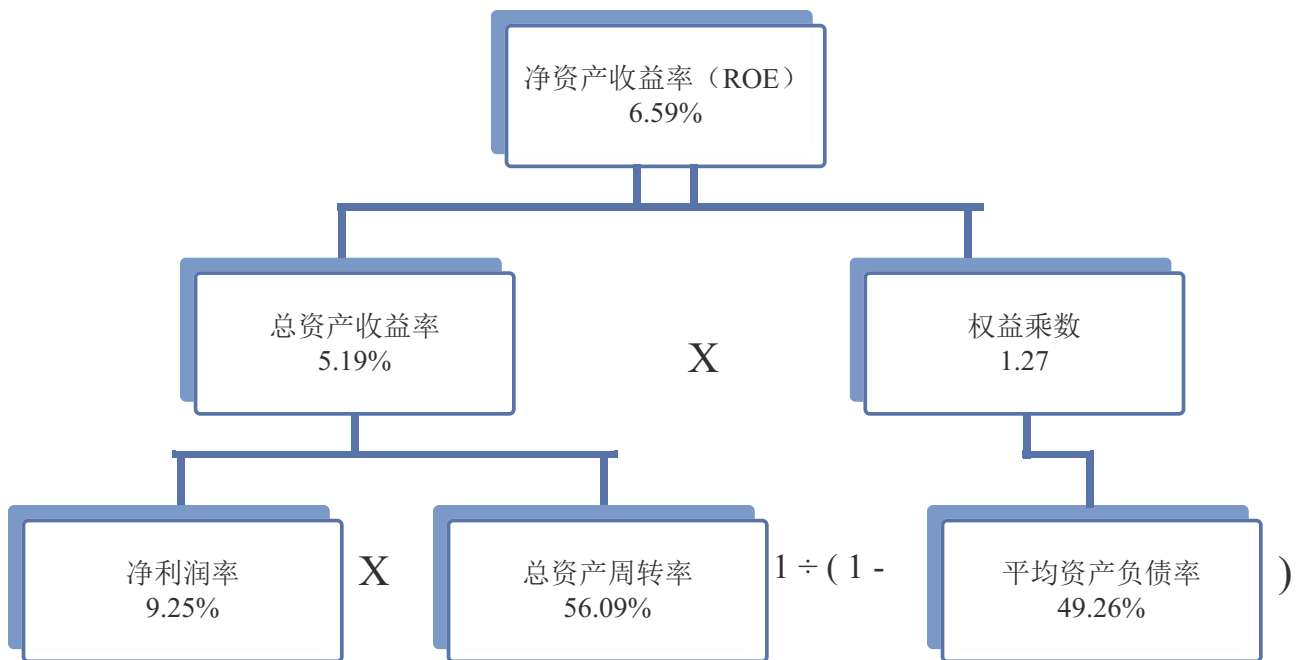 净资产收益率（ROE）
6.59%
总资产收益率
5.19%
X
权益乘数
1.27
净利润率
9.25%
X
总资产周转率
56.09%
1 ÷ ( 1 -
平均资产负债率
49.26%
)